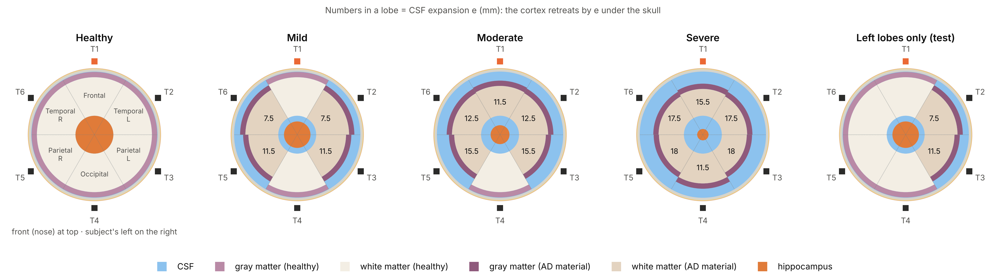 Numbers in a lobe = CSF expansion e (mm): the cortex retreats by e under the skull
Healthy
T1
T6
T2
Frontal
Temporal
R
Temporal
L
Parietal
R
Parietal
L
Occipital
T5
T3
T4
front (nose) at top · subject's left on the right
Mild
T1
T6
T2
7.5
7.5
11.5
11.5
T5
T3
T4
Moderate
T1
T6
T2
11.5
12.5
12.5
15.5
15.5
T5
T3
T4
Severe
T1
T6
T2
15.5
17.5
17.5
18
18
11.5
T5
T3
T4
Left lobes only (test)
T1
T6
T2
7.5
11.5
T5
T3
T4
CSF
gray matter (healthy)
white matter (healthy)
gray matter (AD material)
white matter (AD material)
hippocampus